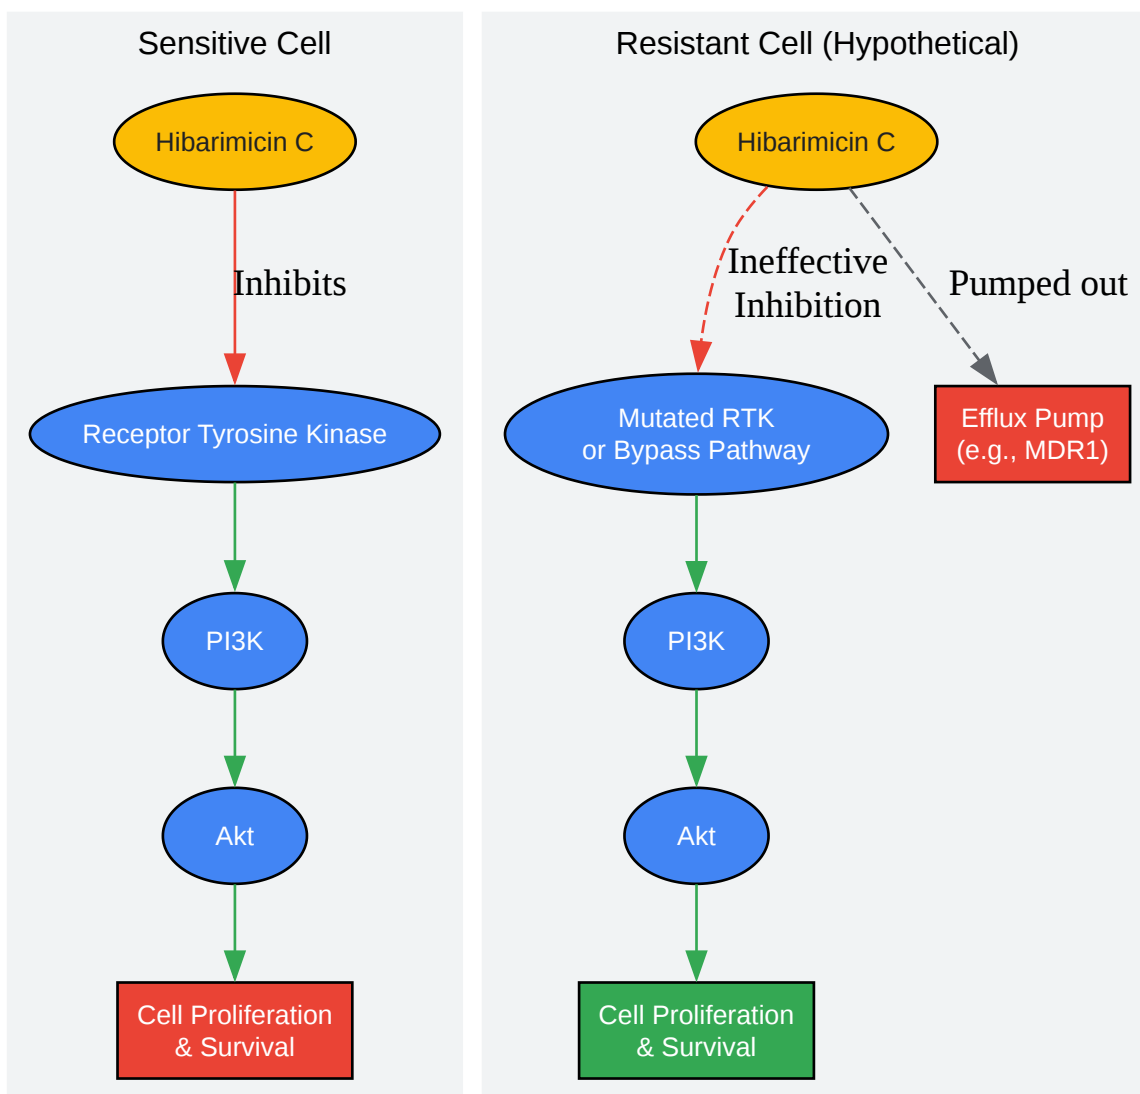 Sensitive Cell
Hibarimicin C
Inhibits
Receptor Tyrosine Kinase
PI3K
Akt
Cell Proliferation
& Survival
Resistant Cell (Hypothetical)
Hibarimicin C
Ineffective
Inhibition
Pumped out
Mutated RTK
or Bypass Pathway
Efflux Pump
(e.g., MDR1)
PI3K
Akt
Cell Proliferation
& Survival